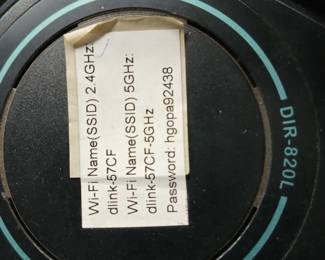 Wi-Fi Name(SSID) 2.4GHz:
dlink-57CF
Wi-Fi Name(SSID) 5GHz:
dlink-57CF-5GHz
Password: hgopa92438
DIR-820L